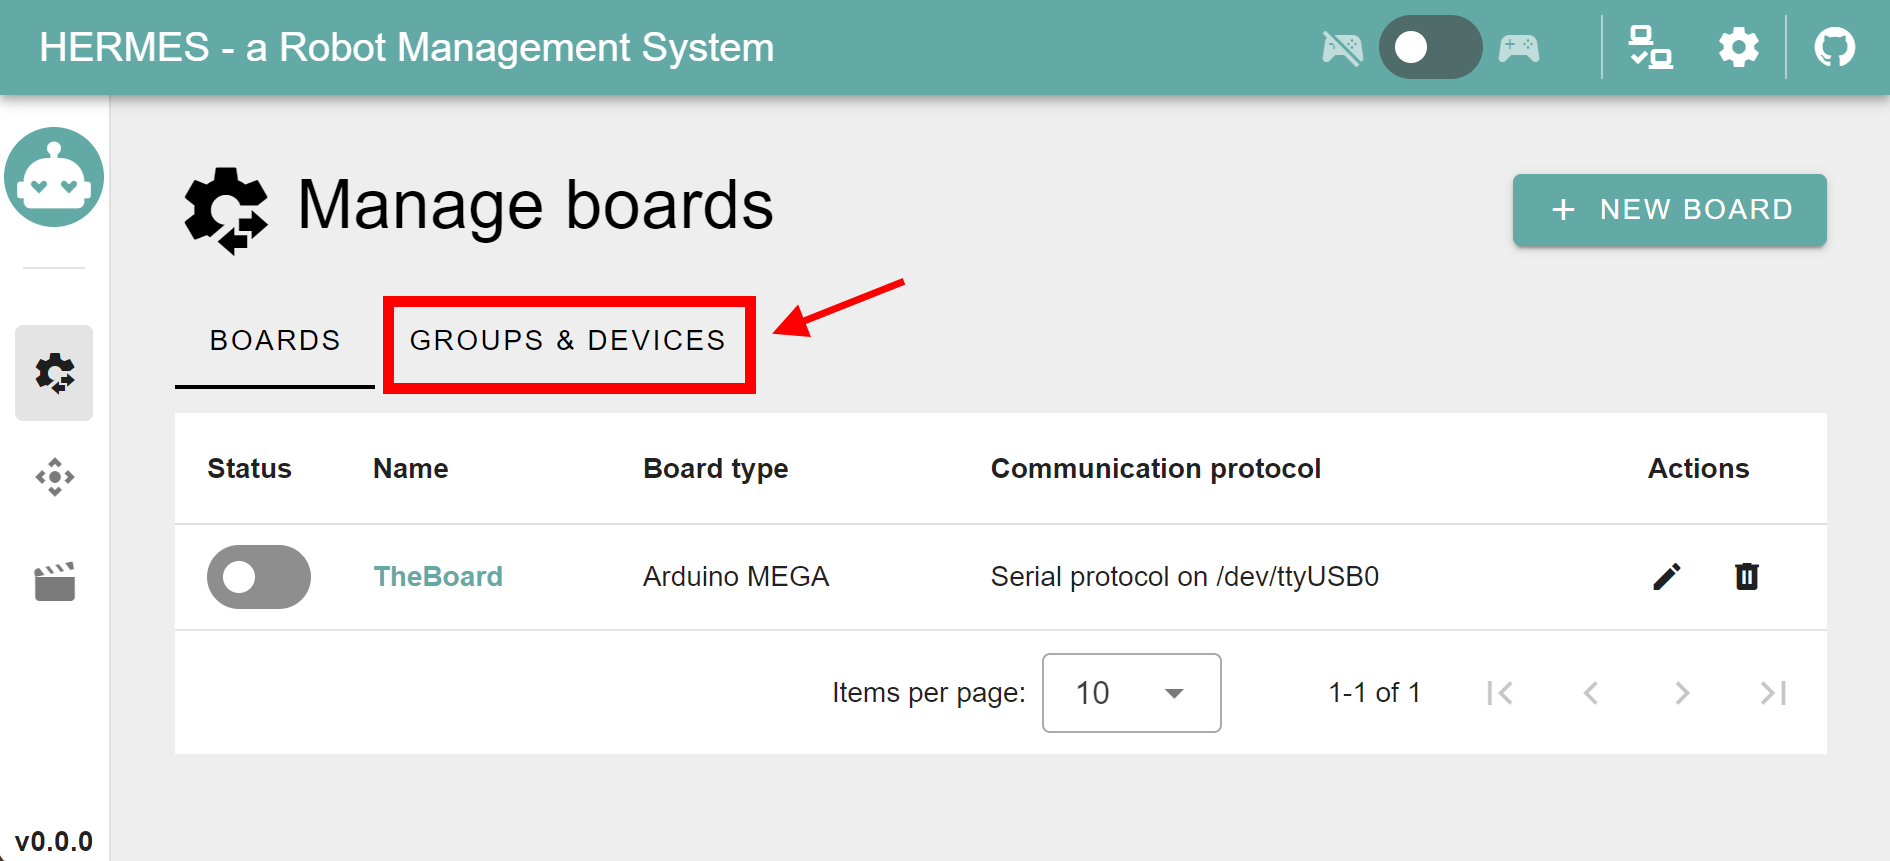 HERMES - a Robot Management System
Manage boards
+ NEW BOARD
BOARDS GROUPS & DEVICES
Status Name Board type Communication protocol Actions
TheBoard Arduino MEGA Serial protocol on /dev/ttyUSB0
Items per page: 10 1-1 of 1
v0.0.0